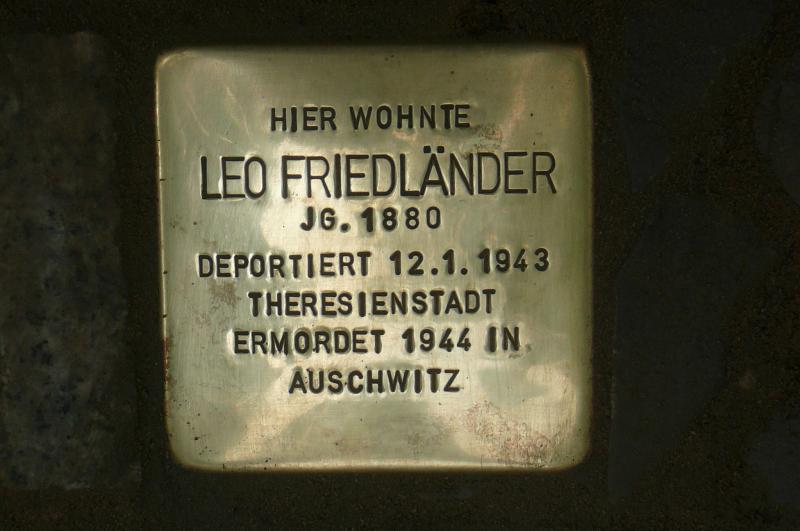 HIER WOHNTE
LEO FRIEDLÄNDER
JG. 1880
DEPORTIERT 12.1.1943
THERESIENSTADT
ERMORDET 1944 IN
AUSCHWITZ